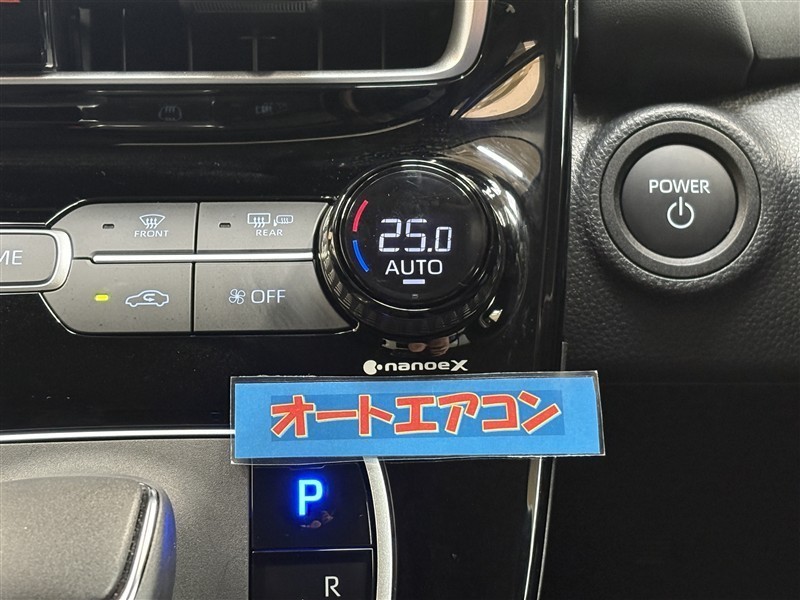 FRONT
REAR
ME
25.0
AUTO
POWER
OFF
nanoeX
オートエアコン
P
R